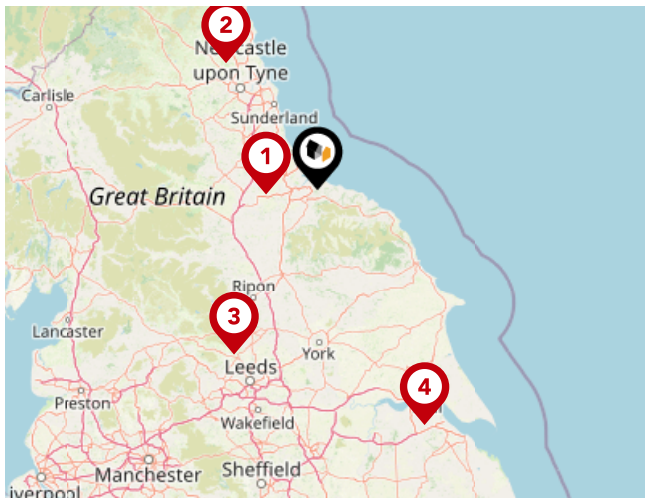 2
Newcastle
upon Tyne
Carlisle
Sunderland
1
Great Britain
Ripon
3
Lancaster
York
Leeds
4
Preston
Wakefield
Manchester
Sheffield
iverpool